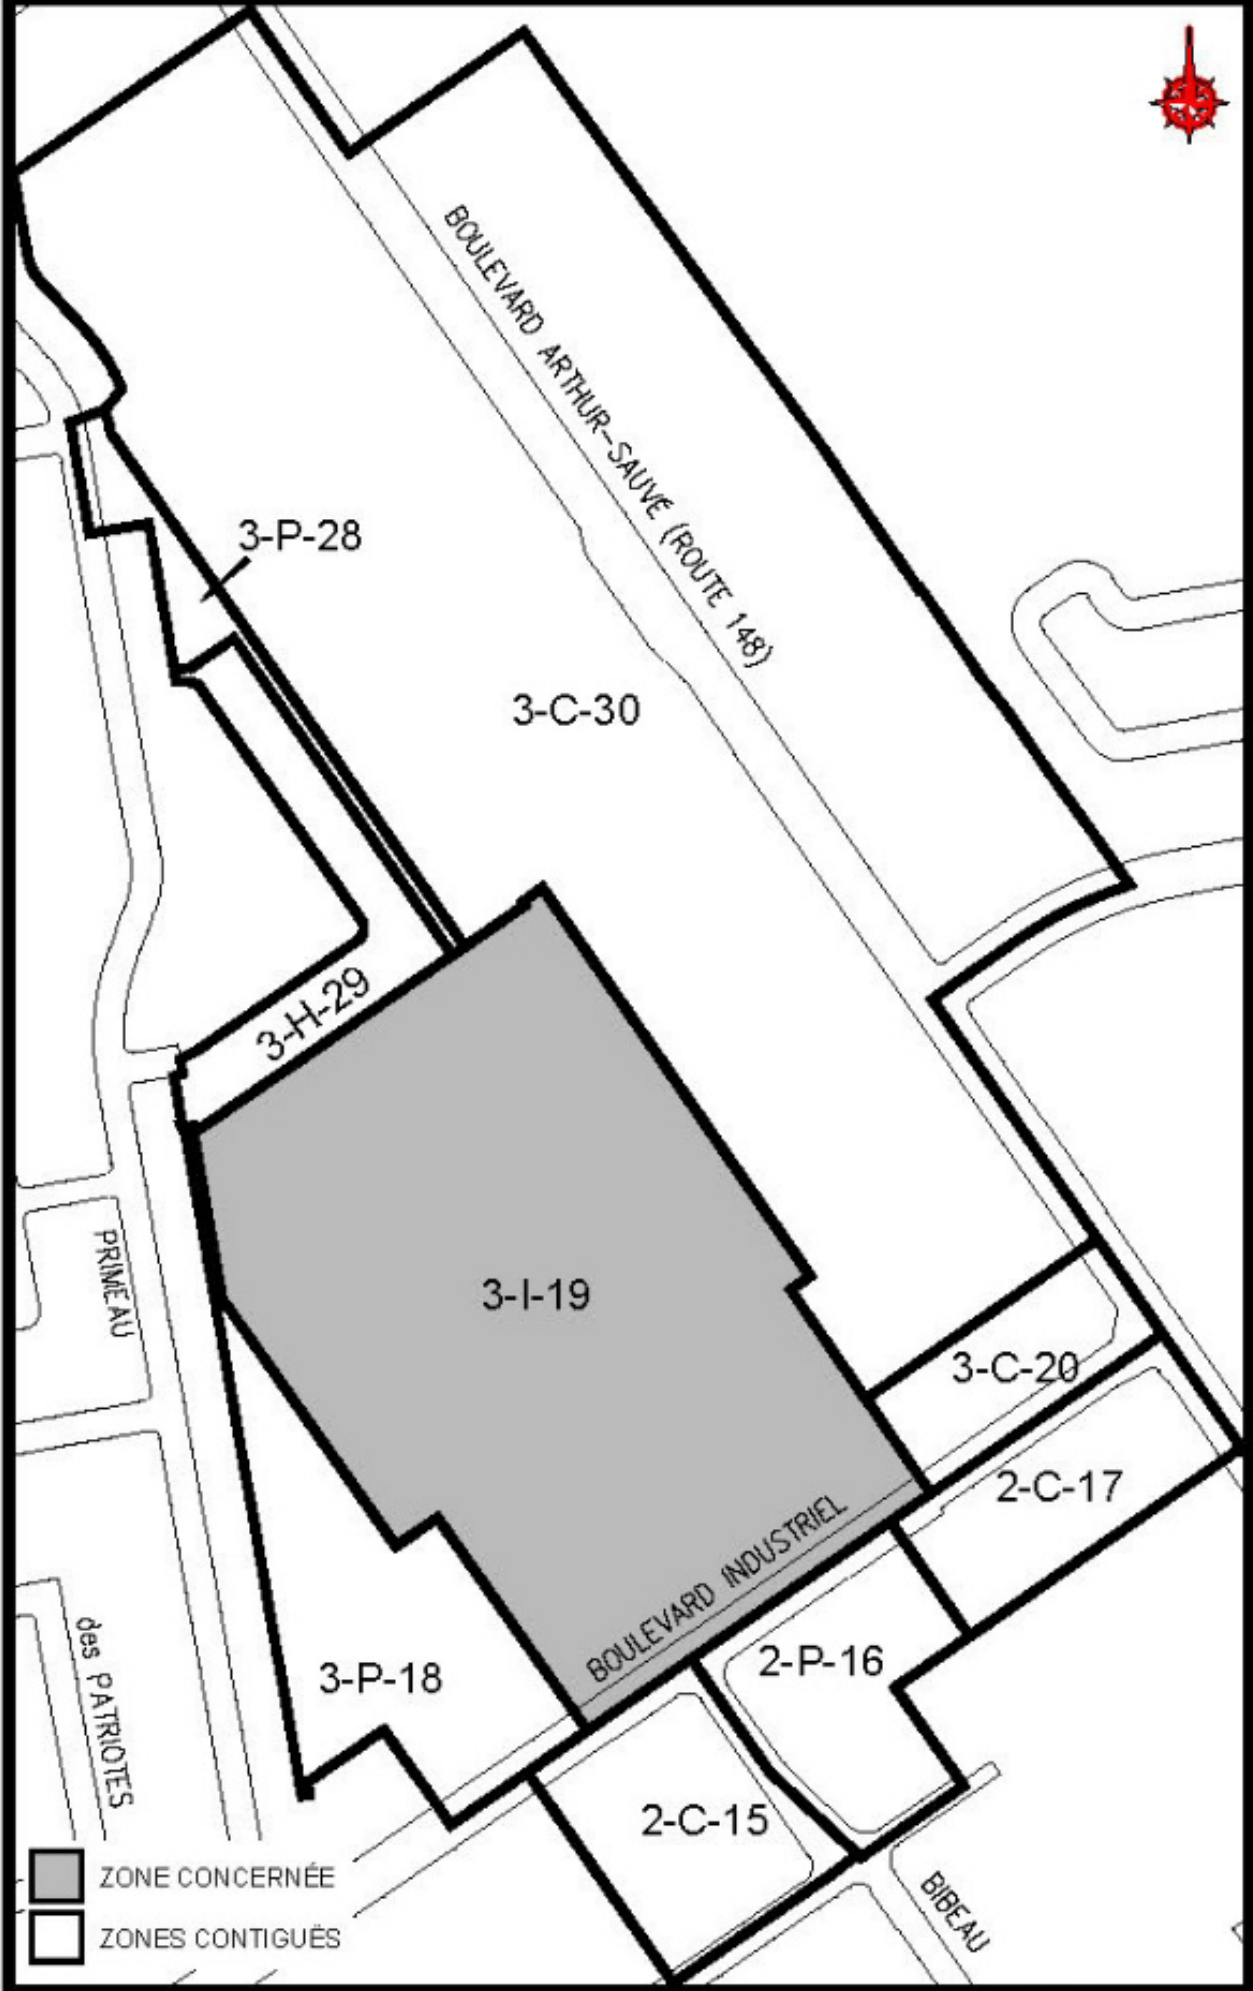 BOULEVARD ARTHUR-SAUVÉ (ROUTE 148)
3-P-28
3-C-30
3-H-29
PRIMEAU
3-I-19
3-C-20
2-C-17
BOULEVARD INDUSTRIEL
des PATRIOTES
3-P-18
2-P-16
2-C-15
BIBEAU
ZONE CONCERNÉE
ZONES CONTIGUËS